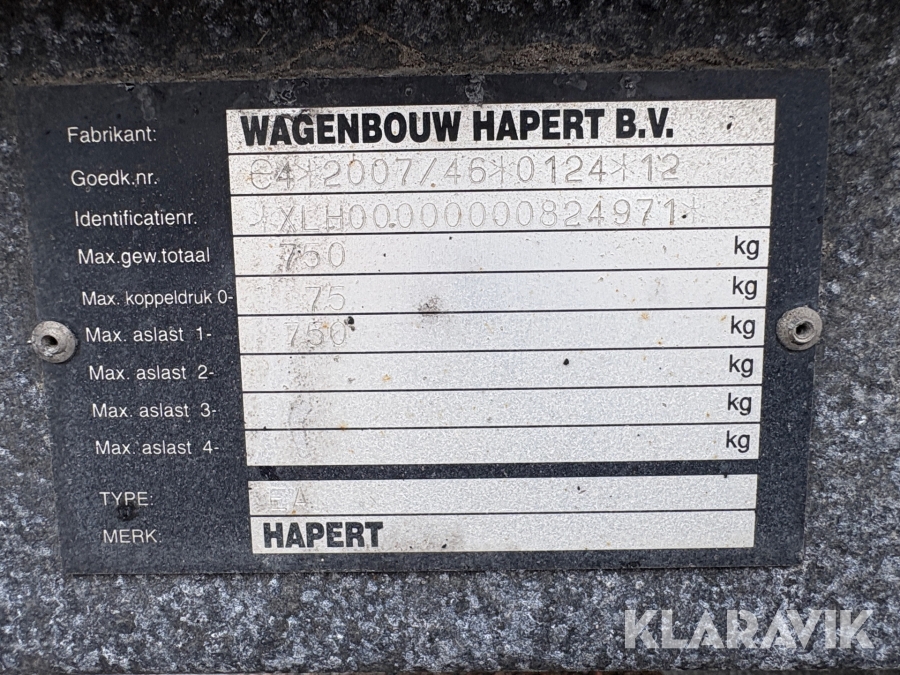 Fabrikant: WAGENBOUW HAPERT B.V.
Goedk.nr. e4*2007/46*0124*12
Identificatienr. *XLH00000000824971*
Max.gew.totaal 750 kg
Max. koppeldruk 0- 75 kg
Max. aslast 1- 750 kg
Max. aslast 2- kg
Max. aslast 3- kg
Max. aslast 4- kg
TYPE: EA
MERK: HAPERT
KLARAVIK